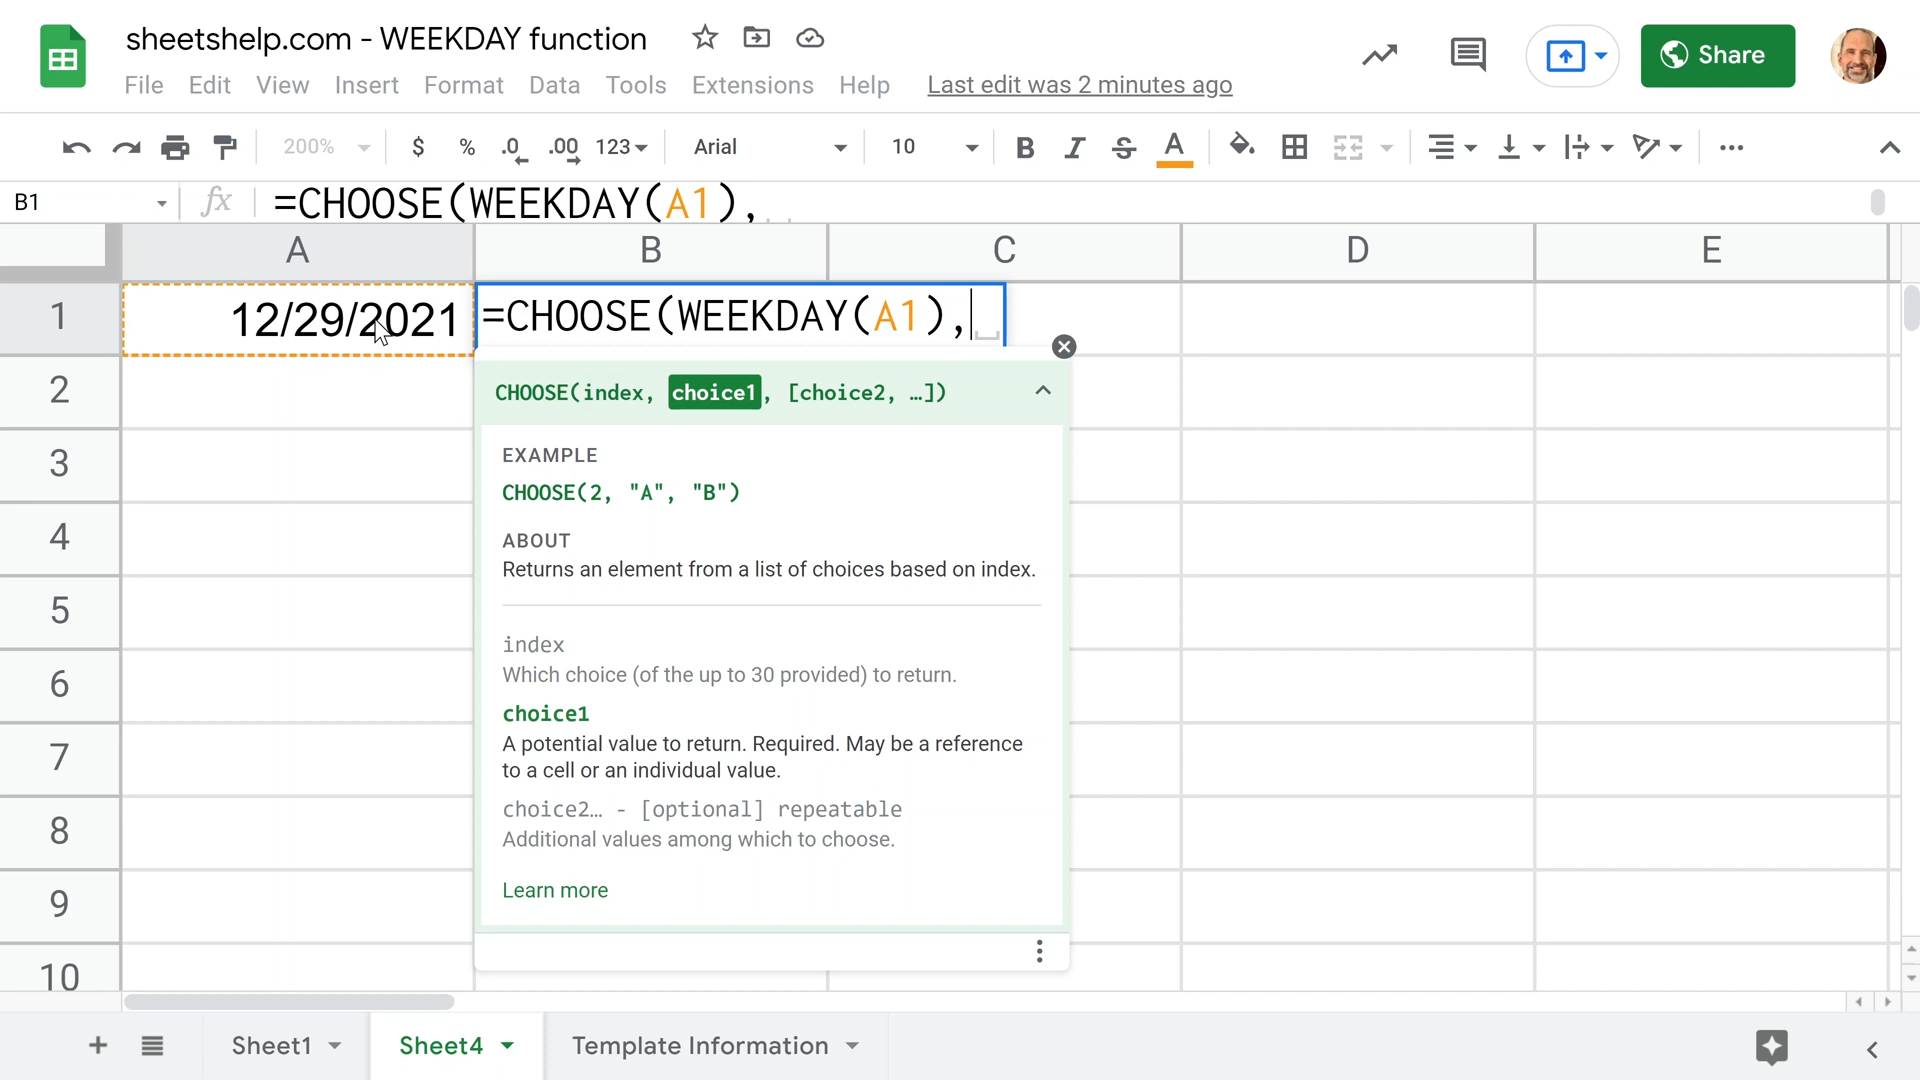 sheetshelp.com - WEEKDAY function
File Edit View Insert Format Data Tools Extensions Help Last edit was 2 minutes ago
Share
200% $ % .0 .00 123 Arial 10 B I S A
B1 fx =CHOOSE(WEEKDAY(A1),
A B C D E
1 12/29/2021 =CHOOSE(WEEKDAY(A1),
CHOOSE(index, choice1, [choice2, …])
EXAMPLE
CHOOSE(2, "A", "B")
ABOUT
Returns an element from a list of choices based on index.
index
Which choice (of the up to 30 provided) to return.
choice1
A potential value to return. Required. May be a reference
to a cell or an individual value.
choice2… - [optional] repeatable
Additional values among which to choose.
Learn more
2
3
4
5
6
7
8
9
10
+ Sheet1 Sheet4 Template Information